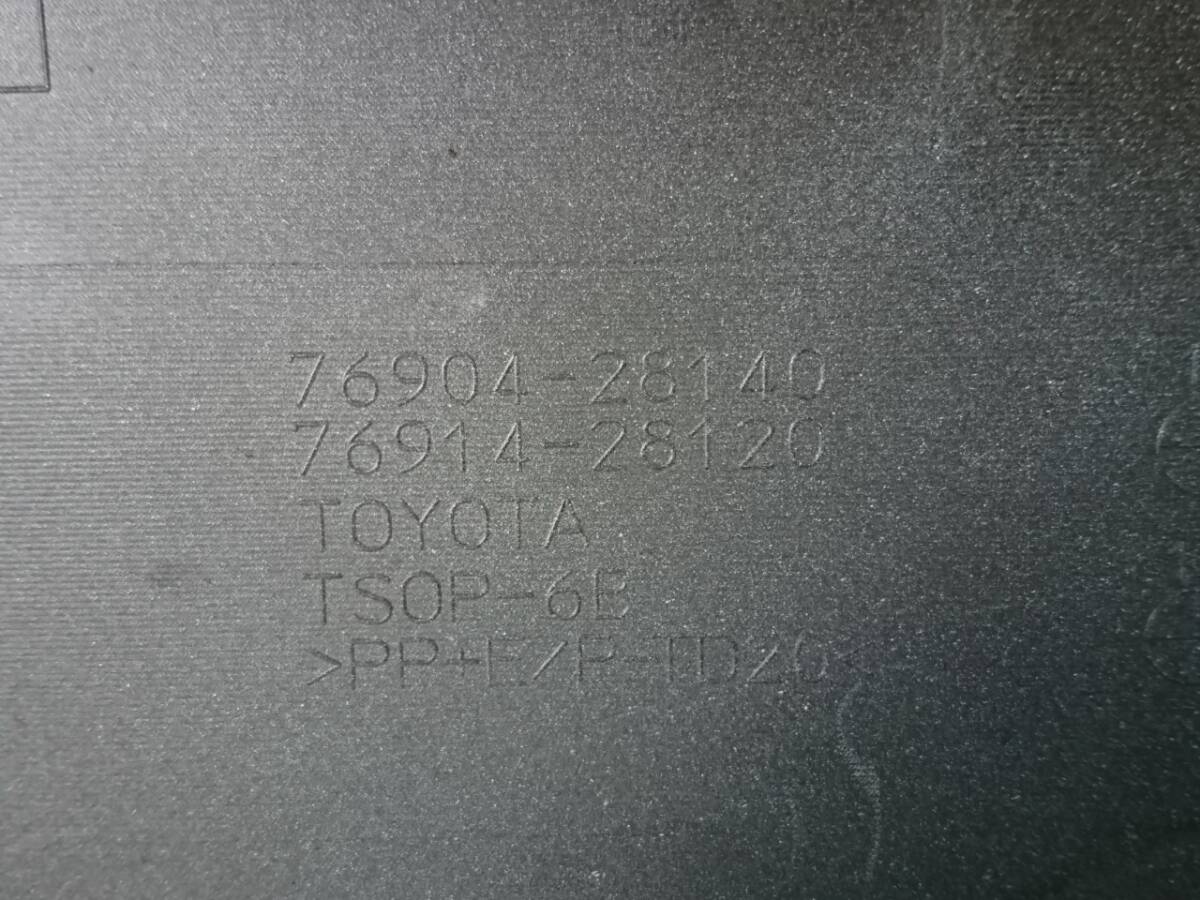 76904-28140
76914-28120
TOYOTA
TSOP-6E
>PP+E/P-TD20<